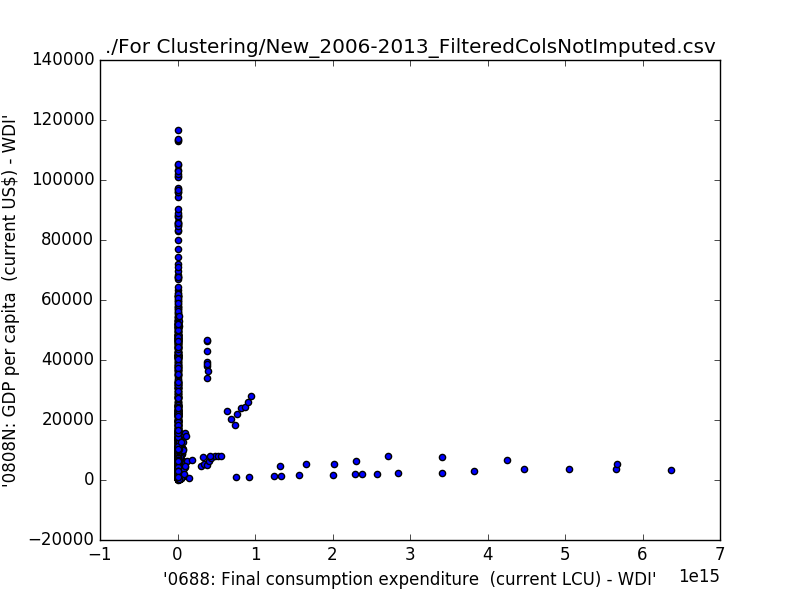 ./For Clustering/New_2006-2013_FilteredColsNotImputed.csv
140000
120000
100000
80000
60000
40000
20000
0
−20000
'0808N: GDP per capita  (current US$) - WDI'
−1 0 1 2 3 4 5 6 7
1e15
'0688: Final consumption expenditure  (current LCU) - WDI'